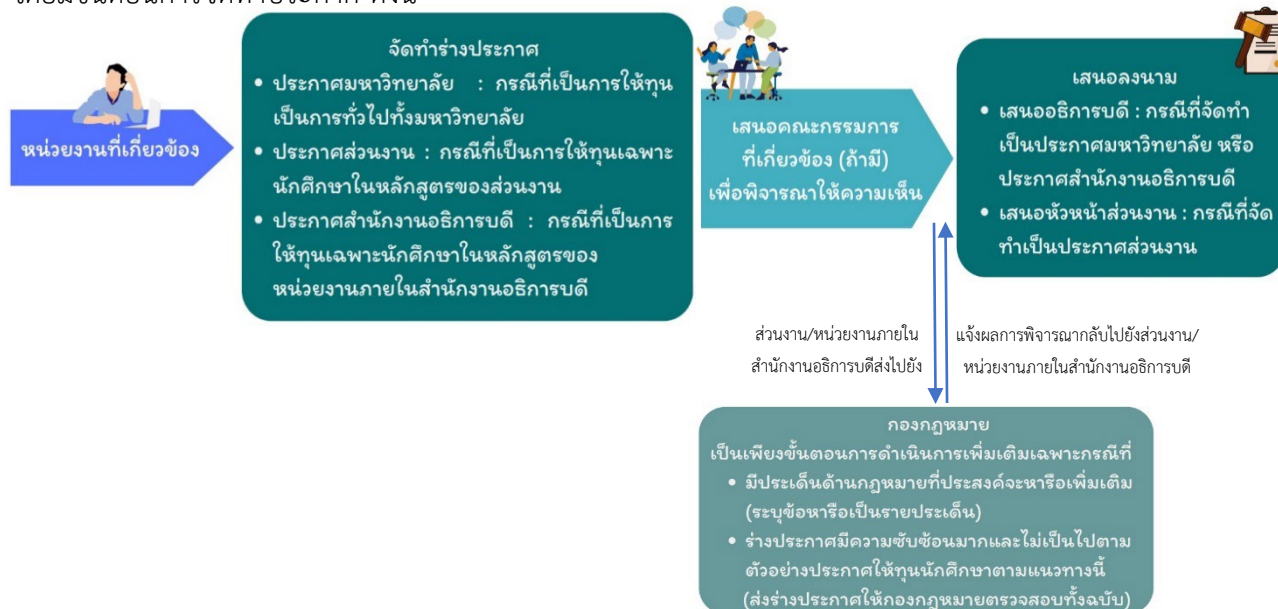 โดยมีขั้นตอนการจัดทำประกาศ ดังนี้
หน่วยงานที่เกี่ยวข้อง
จัดทำร่างประกาศ
• ประกาศมหาวิทยาลัย : กรณีที่เป็นการให้ทุน
เป็นการทั่วไปทั้งมหาวิทยาลัย
• ประกาศส่วนงาน : กรณีที่เป็นการให้ทุนเฉพาะ
นักศึกษาในหลักสูตรของส่วนงาน
• ประกาศสำนักงานอธิการบดี : กรณีที่เป็นการ
ให้ทุนเฉพาะนักศึกษาในหลักสูตรของ
หน่วยงานภายในสำนักงานอธิการบดี
เสนอคณะกรรมการ
ที่เกี่ยวข้อง (ถ้ามี)
เพื่อพิจารณาให้ความเห็น
เสนอลงนาม
• เสนออธิการบดี : กรณีที่จัดทำ
เป็นประกาศมหาวิทยาลัย หรือ
ประกาศสำนักงานอธิการบดี
• เสนอหัวหน้าส่วนงาน : กรณีที่จัด
ทำเป็นประกาศส่วนงาน
ส่วนงาน/หน่วยงานภายใน
สำนักงานอธิการบดีส่งไปยัง
แจ้งผลการพิจารณากลับไปยังส่วนงาน/
หน่วยงานภายในสำนักงานอธิการบดี
กองกฎหมาย
เป็นเพียงขั้นตอนการดำเนินการเพิ่มเติมเฉพาะกรณีที่
• มีประเด็นด้านกฎหมายที่ประสงค์จะหารือเพิ่มเติม
(ระบุข้อหารือเป็นรายประเด็น)
• ร่างประกาศมีความซับซ้อนมากและไม่เป็นไปตาม
ตัวอย่างประกาศให้ทุนนักศึกษาตามแนวทางนี้
(ส่งร่างประกาศให้กองกฎหมายตรวจสอบทั้งฉบับ)